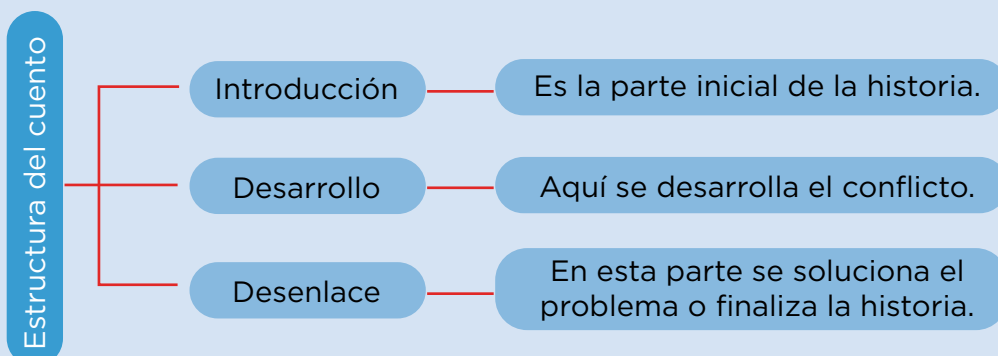 Estructura del cuento
Introducción
Es la parte inicial de la historia.
Desarrollo
Aquí se desarrolla el conflicto.
Desenlace
En esta parte se soluciona el
problema o finaliza la historia.